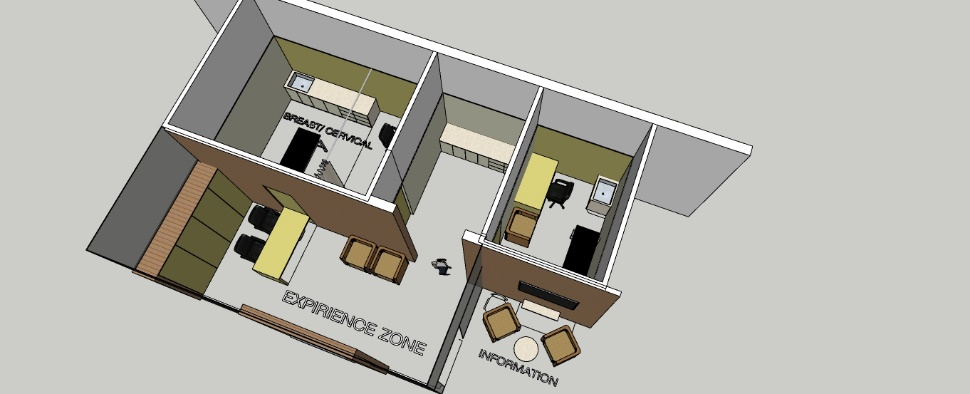 BREAST/ CERVICAL
EXPIRIENCE ZONE
INFORMATION